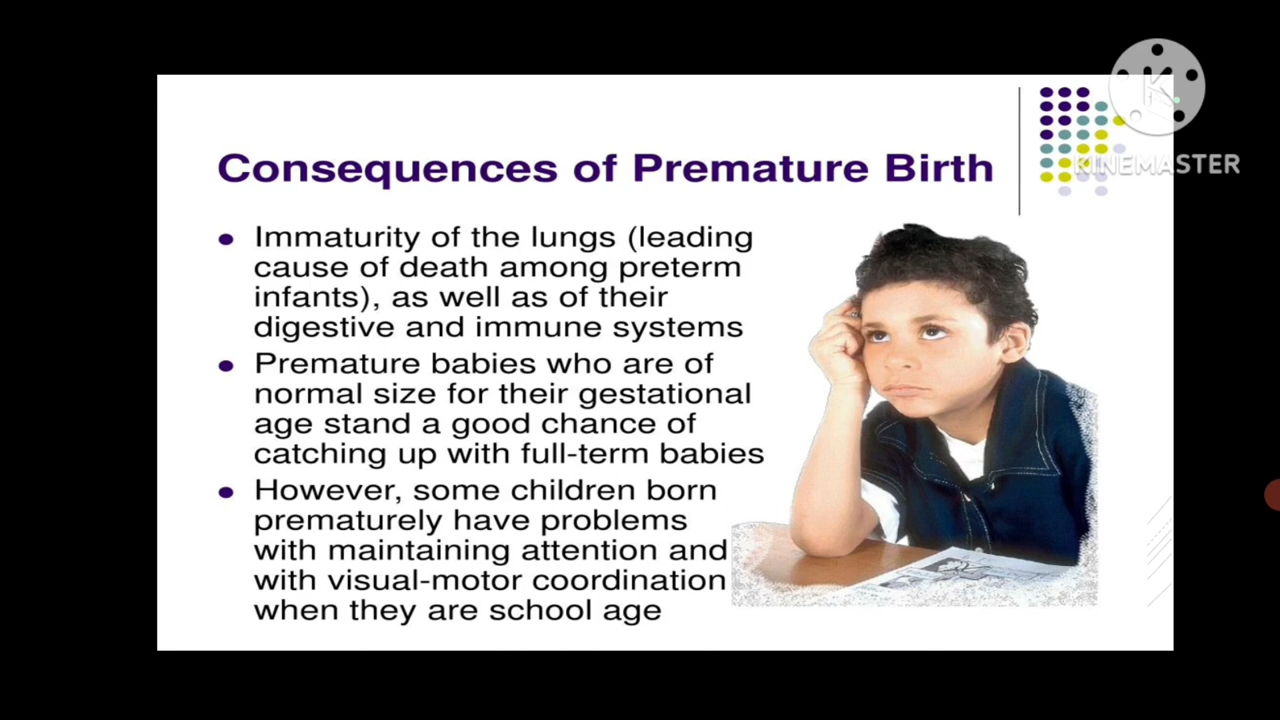 KINEMASTER
Consequences of Premature Birth
Immaturity of the lungs (leading
cause of death among preterm
infants), as well as of their
digestive and immune systems
Premature babies who are of
normal size for their gestational
age stand a good chance of
catching up with full-term babies
However, some children born
prematurely have problems
with maintaining attention and
with visual-motor coordination
when they are school age